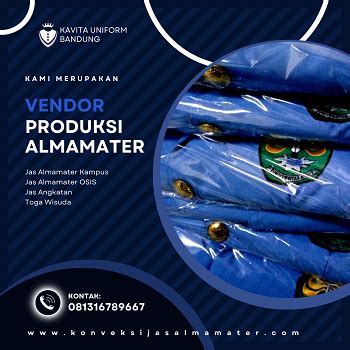 KAVITA UNIFORM
BANDUNG
KAMI MERUPAKAN
VENDOR
PRODUKSI
ALMAMATER
Jas Almamater Kampus
Jas Almamater OSIS
Jas Angkatan
Toga Wisuda
KONTAK:
081316789667
www.konveksijasalmamater.com